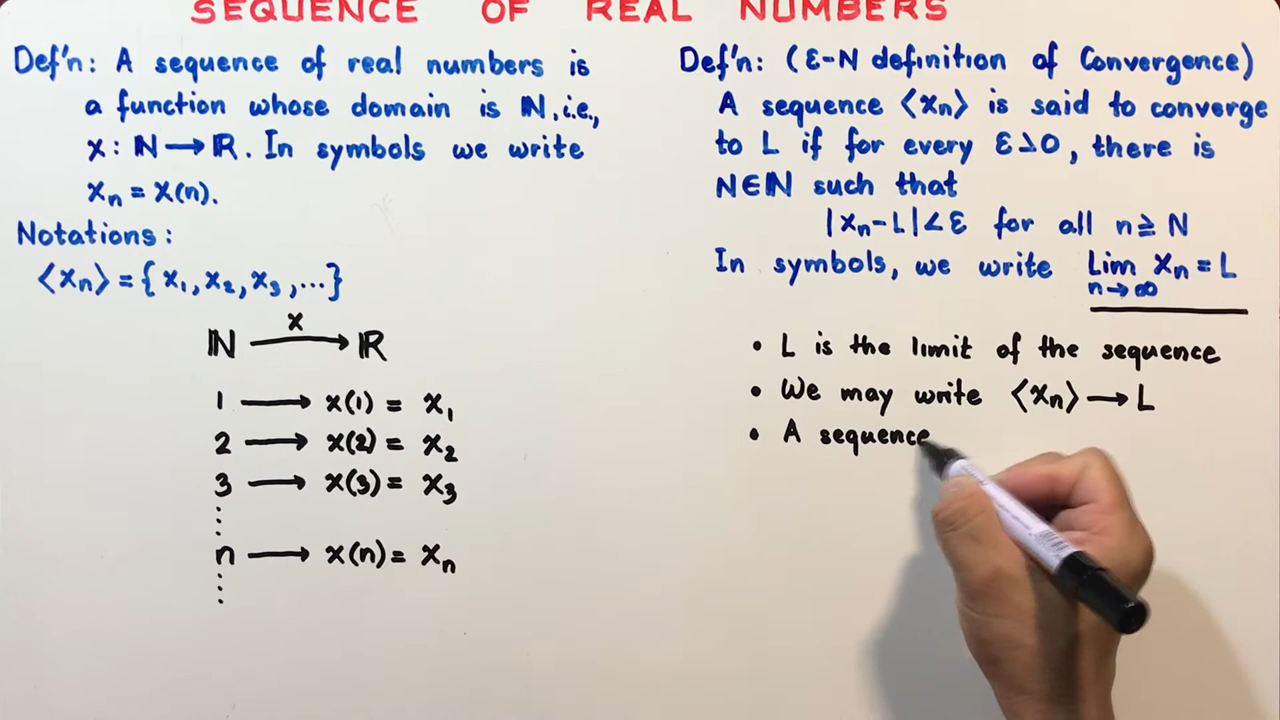 SEQUENCE OF REAL NUMBERS
Def'n: A sequence of real numbers is
a function whose domain is ℕ, i.e.,
x: ℕ → ℝ. In symbols we write
xₙ = x(n).
Notations:
⟨xₙ⟩ = { x₁, x₂, x₃, ...}
ℕ x→ ℝ
1 → x(1) = x₁
2 → x(2) = x₂
3 → x(3) = x₃
⋮
n → x(n) = xₙ
⋮
Def'n: (ε-N definition of Convergence)
A sequence ⟨xₙ⟩ is said to converge
to L if for every ε > 0, there is
N∈ℕ such that
|xₙ - L| < ε for all n ≥ N
In symbols, we write Lim xₙ = L
n → ∞
• L is the limit of the sequence
• We may write ⟨xₙ⟩ → L
• A sequence